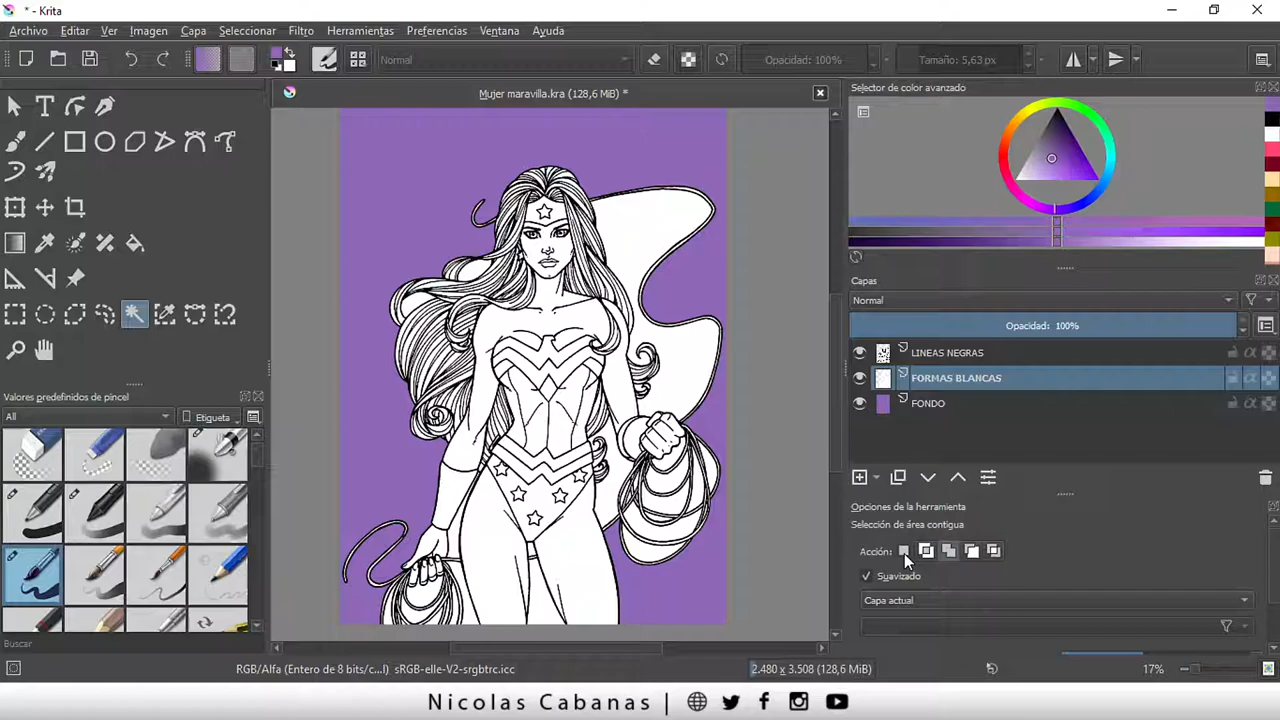 * - Krita
Archivo Editar Ver Imagen Capa Seleccionar Filtro Herramientas Preferencias Ventana Ayuda
Normal Opacidad: 100% Tamaño: 5,63 px
Mujer maravilla.kra (128,6 MiB) *
Selector de color avanzado
Capas
Normal
Opacidad: 100%
LINEAS NEGRAS
FORMAS BLANCAS
FONDO
Valores predefinidos de pincel
All Etiqueta
Opciones de la herramienta
Selección de área contigua
Acción:
Suavizado
Capa actual
Buscar
RGB/Alfa (Entero de 8 bits/c...l) sRGB-elle-V2-srgbtrc.icc 2.480 x 3.508 (128,6 MiB) 17%
Nicolas Cabanas |